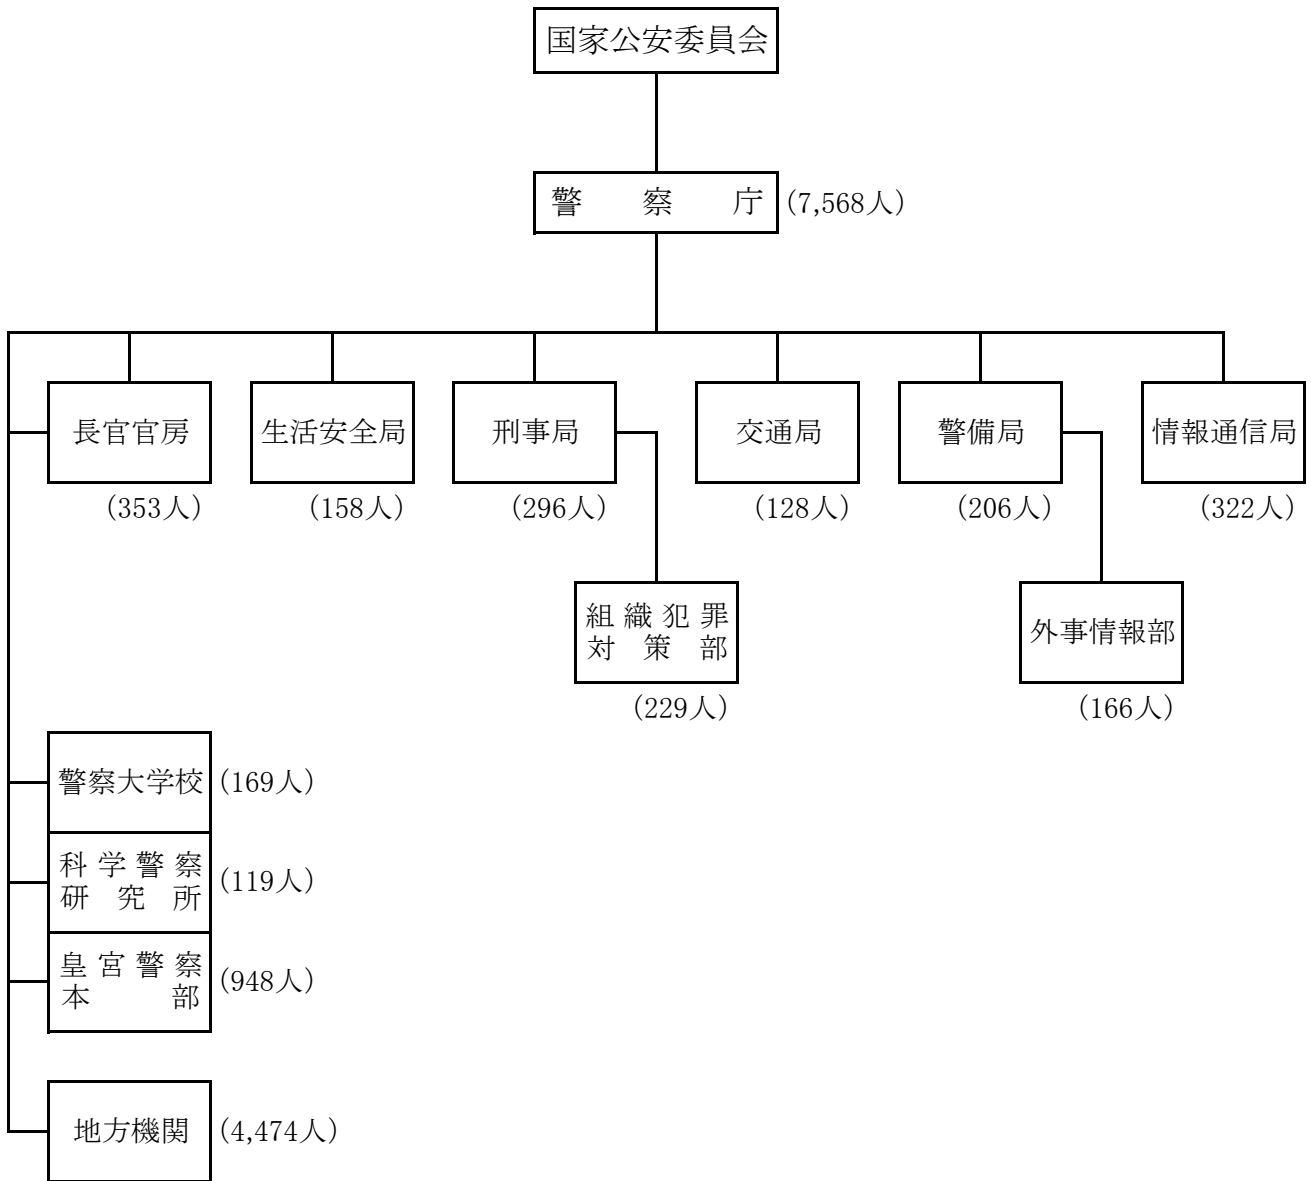 国家公安委員会
警察庁 (7,568人)
長官官房 生活安全局 刑事局 交通局 警備局 情報通信局
(353人) (158人) (296人) (128人) (206人) (322人)
組織犯罪
対策部
外事情報部
(229人) (166人)
警察大学校 (169人)
科学警察
研究所
(119人)
皇宮警察
本部
(948人)
地方機関 (4,474人)